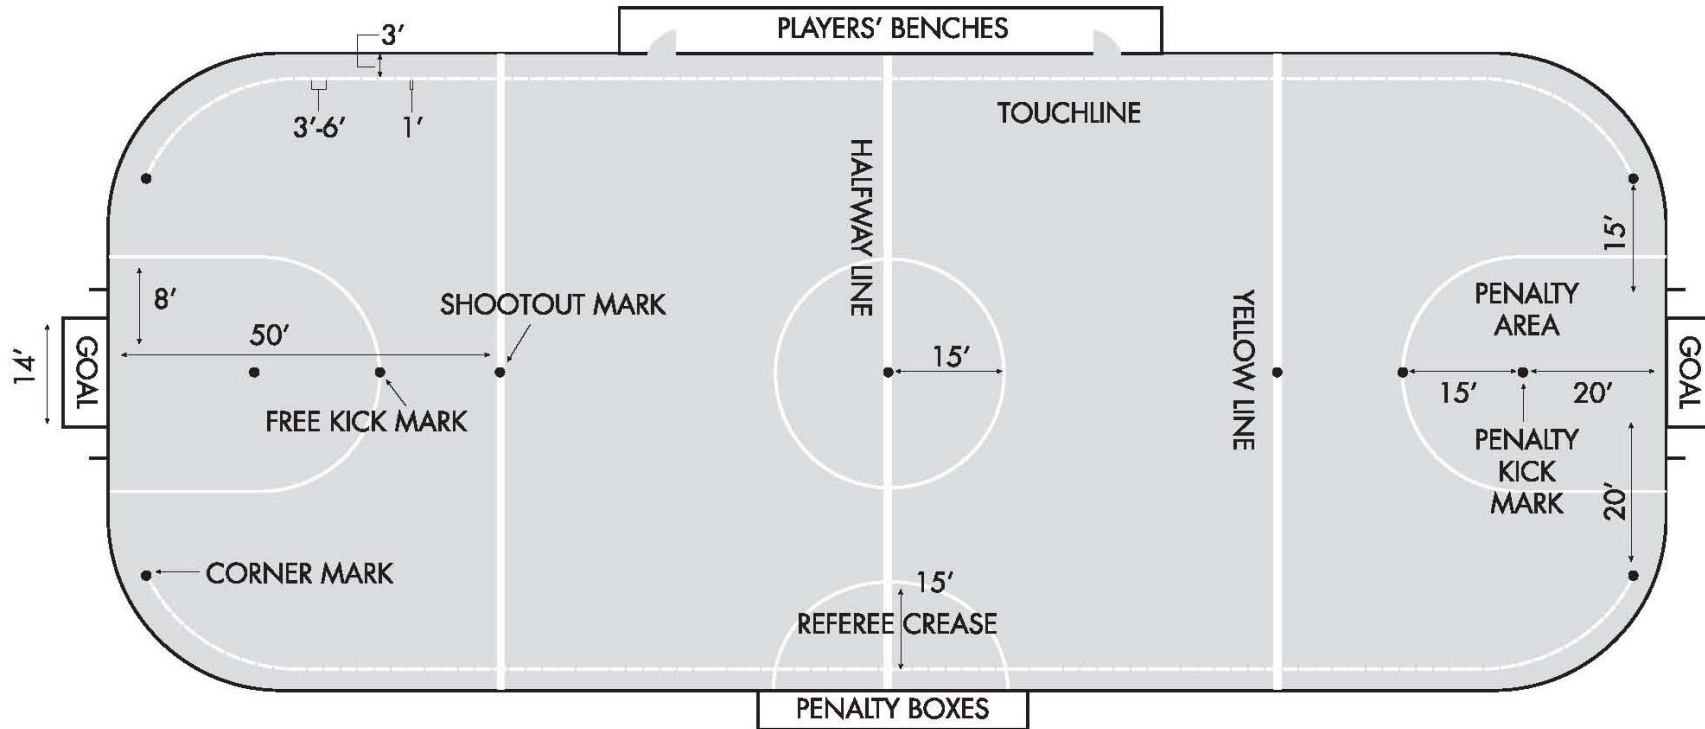 PLAYERS’ BENCHES
3’
3’-6’
1’
TOUCHLINE
HALFWAY LINE
15’
8’
SHOOTOUT MARK
PENALTY
AREA
YELLOW LINE
50’
15’
14’
GOAL
GOAL
15’
20’
FREE KICK MARK
PENALTY
KICK
MARK
20’
CORNER MARK
15’
REFEREE CREASE
PENALTY BOXES